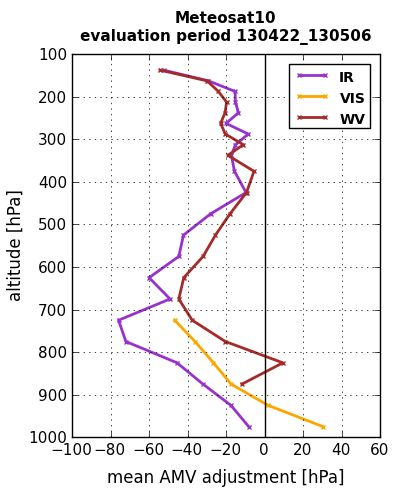 Meteosat10
evaluation period 130422_130506
IR
VIS
WV
100
200
300
400
500
600
700
800
900
1000
altitude [hPa]
−100 −80 −60 −40 −20 0 20 40 60
mean AMV adjustment [hPa]